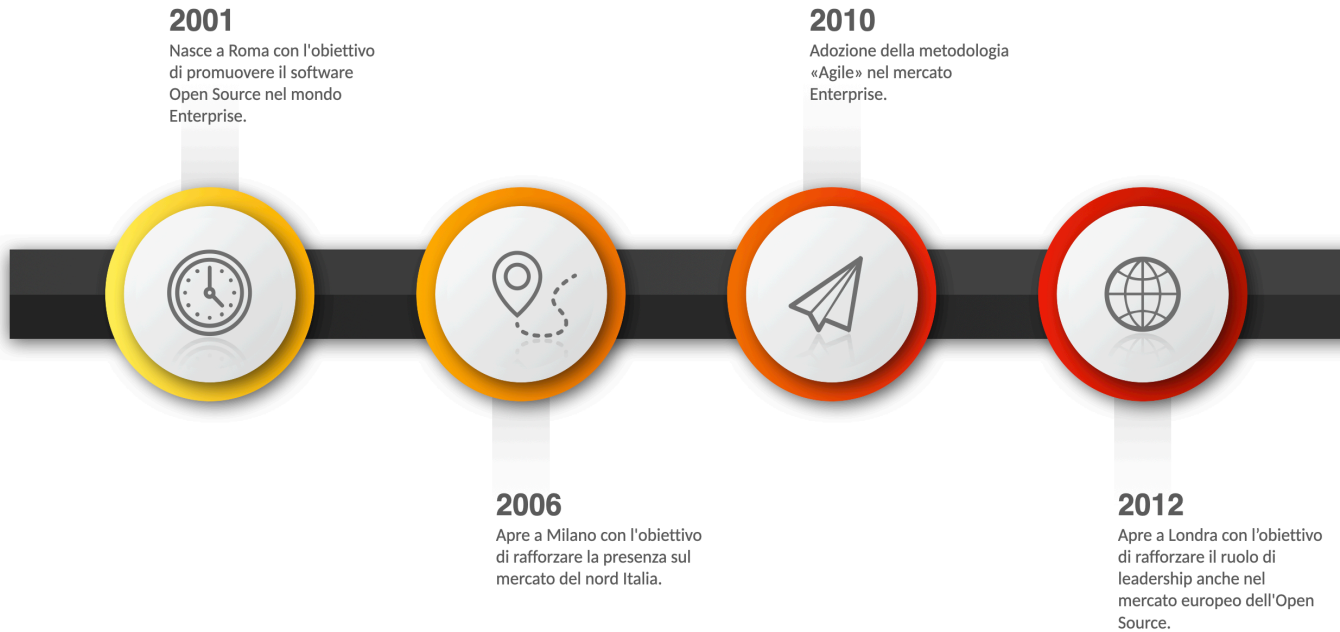 2001
Nasce a Roma con l'obiettivo
di promuovere il software
Open Source nel mondo
Enterprise.
2006
Apre a Milano con l'obiettivo
di rafforzare la presenza sul
mercato del nord Italia.
2010
Adozione della metodologia
«Agile» nel mercato
Enterprise.
2012
Apre a Londra con l’obiettivo
di rafforzare il ruolo di
leadership anche nel
mercato europeo dell'Open
Source.